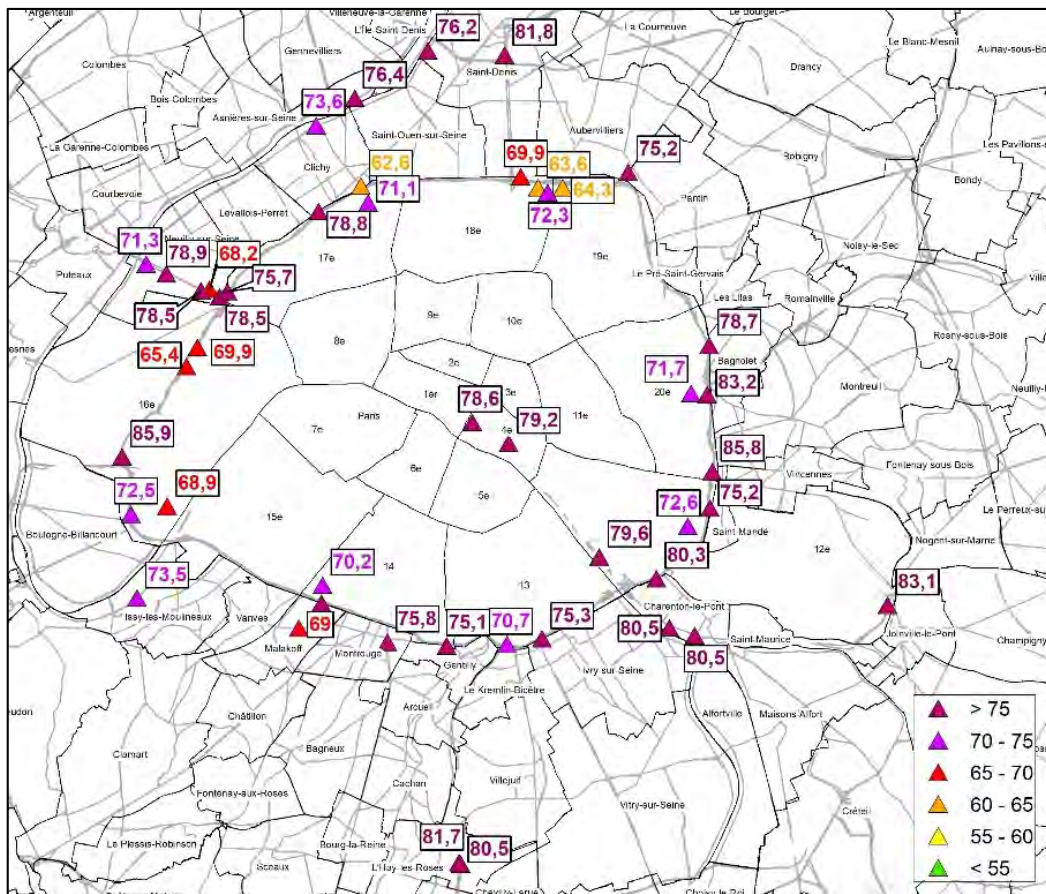 Argenteuil
Villeneuve-la-Garenne
Le Bourget
L'Île Saint Denis
76,2
81,8
La Courneuve
Le Blanc-Mesnil
Gennevilliers
Colombes
Saint-Denis
Drancy
76,4
Bois-Colombes
73,6
Asnières-sur-Seine
Saint-Ouen-sur-Seine
Aubervilliers
La Garenne-Colombes
Clichy
62,6
69,9
63,6
75,2
Bobigny
Bondy
Courbevoie
71,1
64,3
Pantin
Levallois-Perret
78,8
72,3
71,3
Neuilly-sur-Seine
18e
Noisy-le-Sec
78,9
68,2
17e
19e
Puteaux
75,7
Le Pré-Saint-Gervais
78,5
78,5
Les Lilas
Romainville
9e
10e
78,7
Rosny-sous-Bois
8e
65,4
69,9
2e
Bagnolet
71,7
1er
3e
20e
83,2
Montreuil
16e
78,6
11e
Paris
7e
79,2
4e
85,9
85,8
6e
Vincennes
Fontenay sous Bois
68,9
5e
75,2
72,5
15e
72,6
Boulogne-Billancourt
79,6
Saint-Mandé
12e
Nogent-sur-Marne
80,3
70,2
14
13
83,1
73,5
Charenton-le-Pont
Issy-les-Moulineaux
Vanves
69
75,8
75,1
70,7
75,3
80,5
Saint-Maurice
Joinville-le-Pont
Champigny
Malakoff
Montrouge
80,5
Gentilly
Ivry-sur-Seine
Le Kremlin-Bicêtre
Arcueil
Alfortville
Maisons-Alfort
Châtillon
Clamart
Bagneux
Cachan
Villejuif
Fontenay-aux-Roses
Vitry-sur-Seine
Créteil
Le Plessis-Robinson
Bourg-la-Reine
81,7
80,5
Sceaux
L'Hay les Roses
> 75
70 - 75
65 - 70
60 - 65
55 - 60
< 55